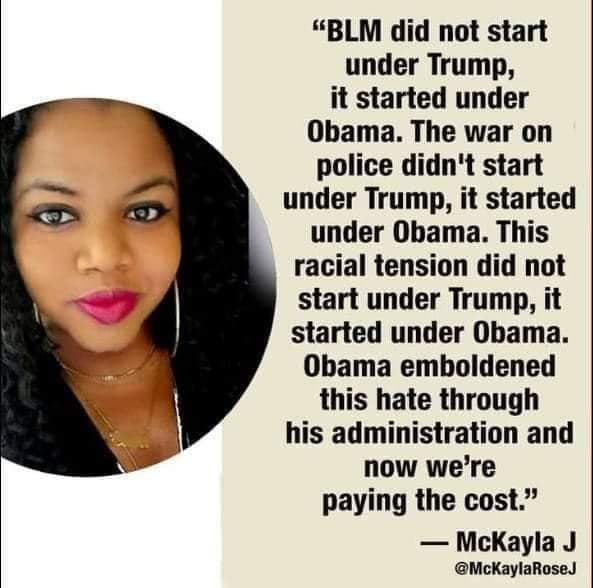 “BLM did not start
under Trump,
it started under
Obama. The war on
police didn't start
under Trump, it started
under Obama. This
racial tension did not
start under Trump, it
started under Obama.
Obama emboldened
this hate through
his administration and
now we’re
paying the cost.”
— McKayla J
@McKaylaRoseJ